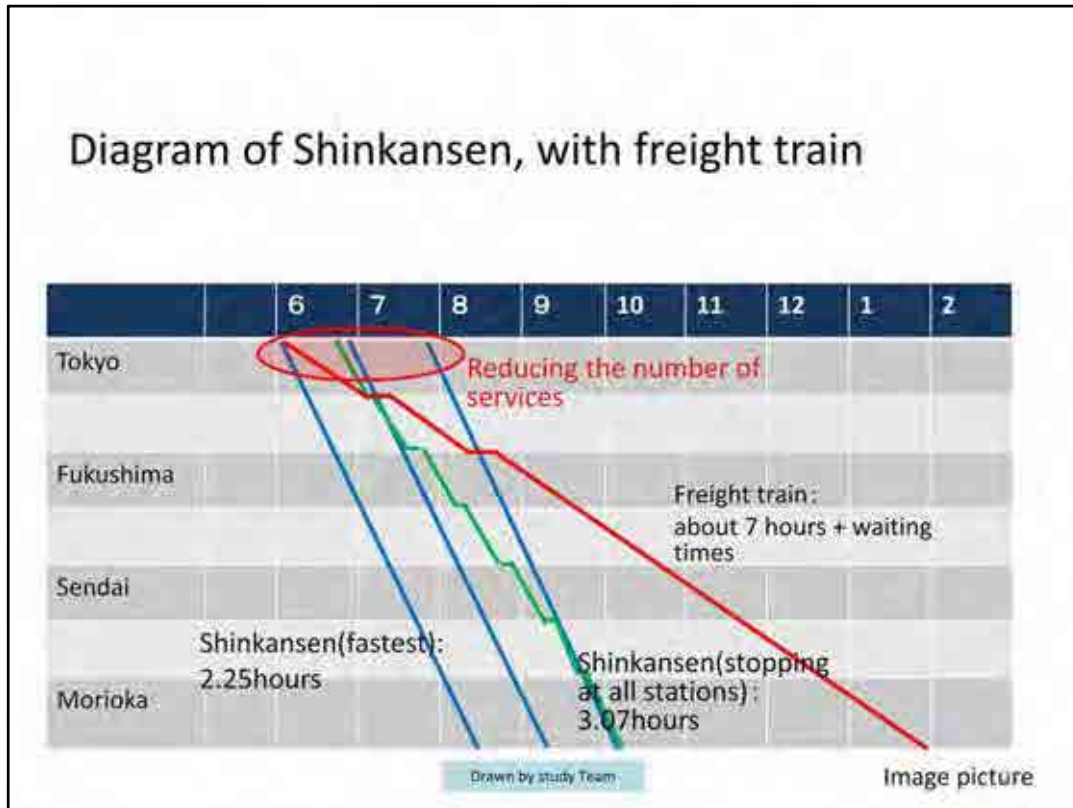 Diagram of Shinkansen, with freight train
6 7 8 9 10 11 12 1 2
Tokyo
Reducing the number of
services
Fukushima
Freight train :
about 7 hours + waiting
times
Sendai
Shinkansen(fastest):
2.25hours
Shinkansen(stopping
at all stations) :
3.07hours
Morioka
Drawn by study Team
Image picture